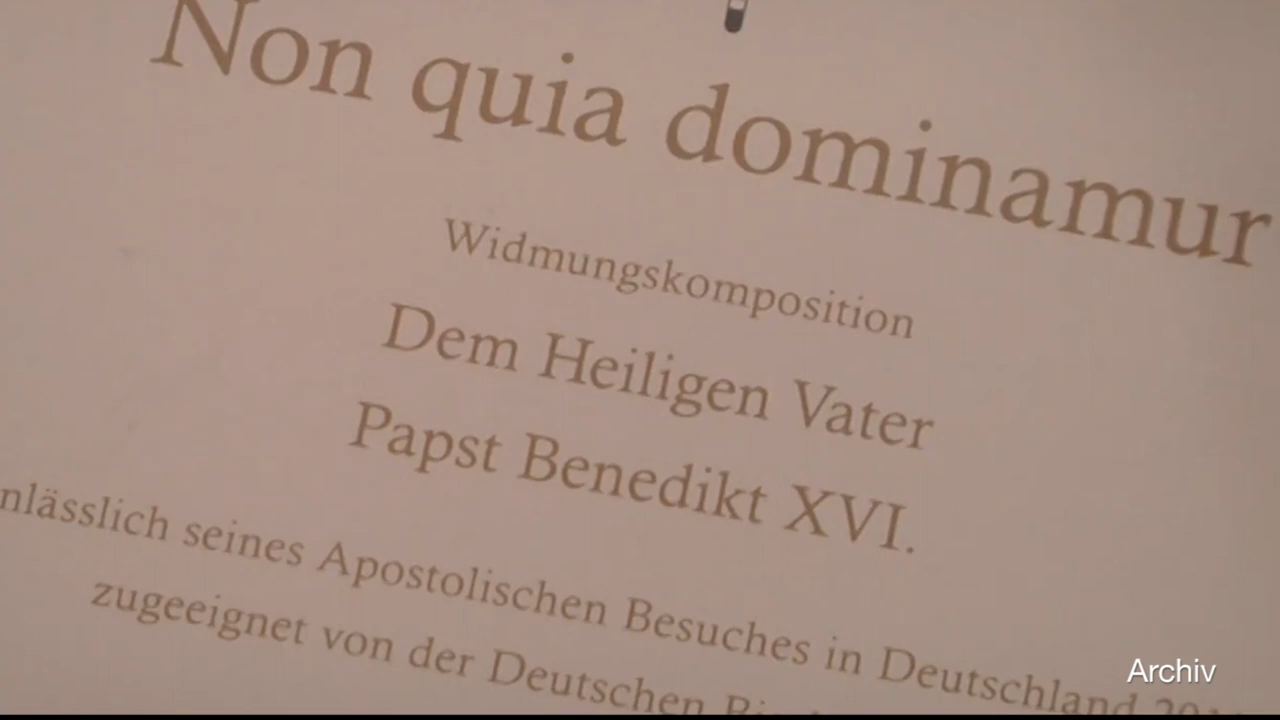 Non quia dominamur
Widmungskomposition
Dem Heiligen Vater
Papst Benedikt XVI.
nlässlich seines Apostolischen Besuches in Deutschland
zugeeignet von der Deutschen
Archiv